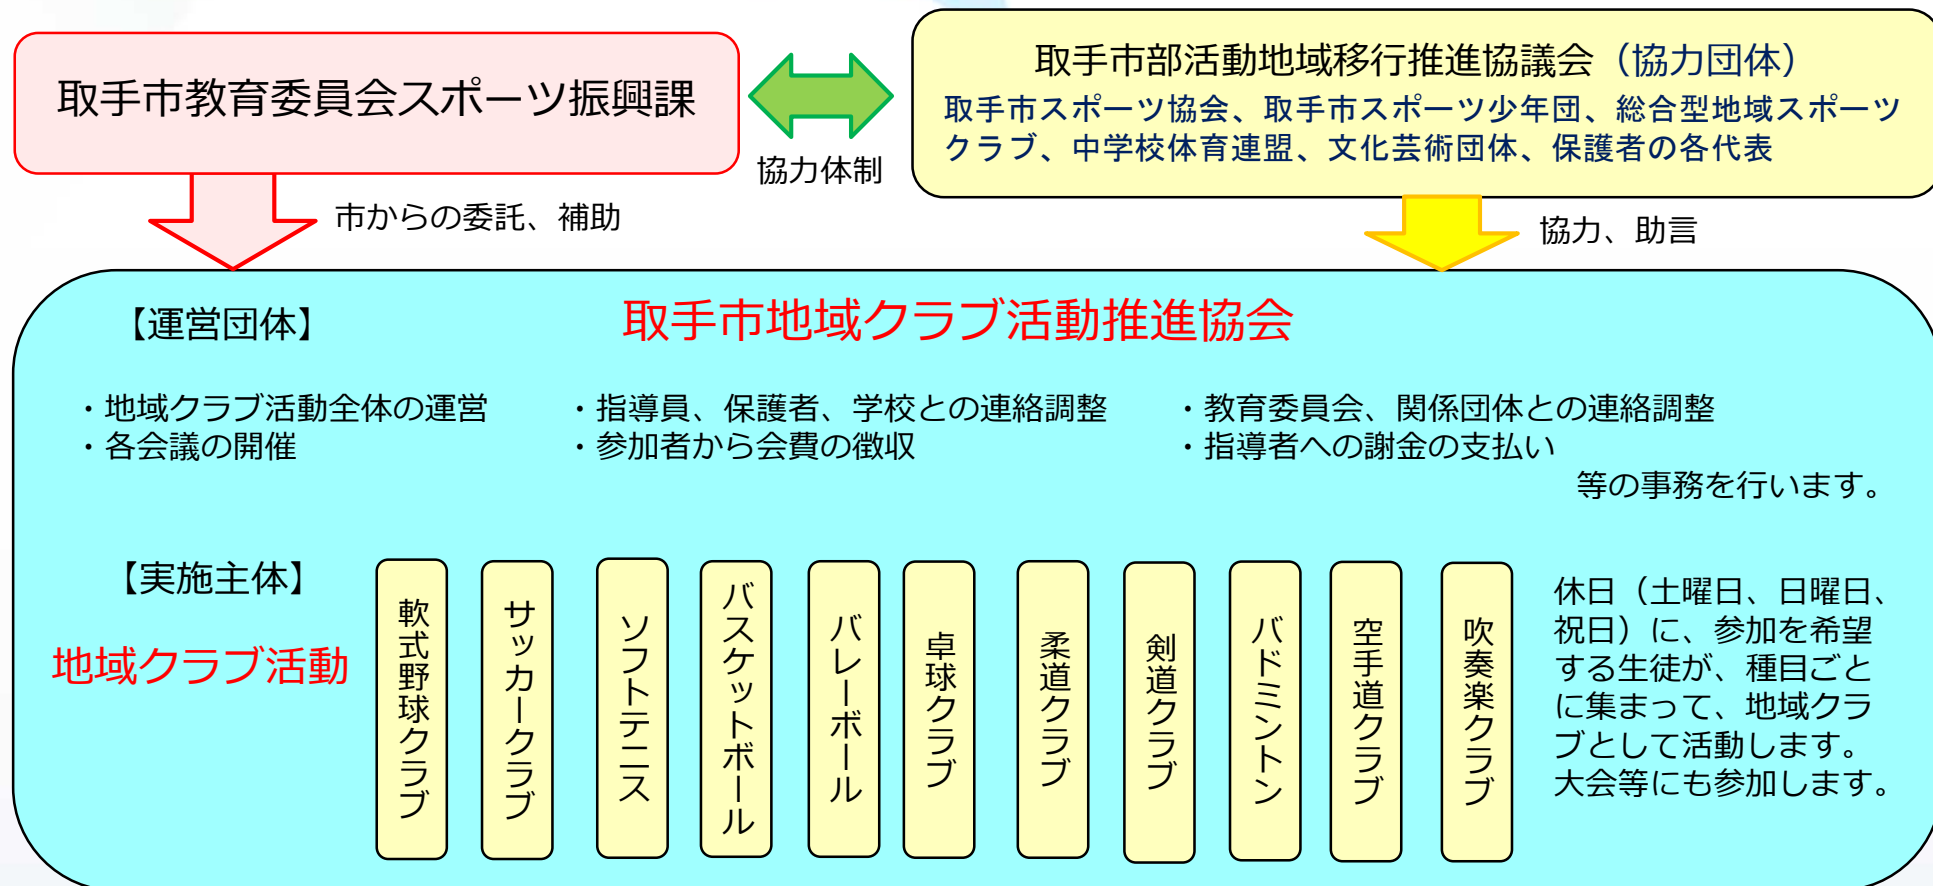 取手市教育委員会スポーツ振興課
協力体制
取手市部活動地域移行推進協議会（協力団体）
取手市スポーツ協会、取手市スポーツ少年団、総合型地域スポーツ
クラブ、中学校体育連盟、文化芸術団体、保護者の各代表
市からの委託、補助
協力、助言
【運営団体】
取手市地域クラブ活動推進協会
・地域クラブ活動全体の運営
・各会議の開催
・指導員、保護者、学校との連絡調整
・参加者から会費の徴収
・教育委員会、関係団体との連絡調整
・指導者への謝金の支払い
等の事務を行います。
【実施主体】
地域クラブ活動
軟式野球クラブ
サッカークラブ
ソフトテニス
バスケットボール
バレーボール
卓球クラブ
柔道クラブ
剣道クラブ
バドミントン
空手道クラブ
吹奏楽クラブ
休日（土曜日、日曜日、
祝日）に、参加を希望
する生徒が、種目ごと
に集まって、地域クラ
ブとして活動します。
大会等にも参加します。